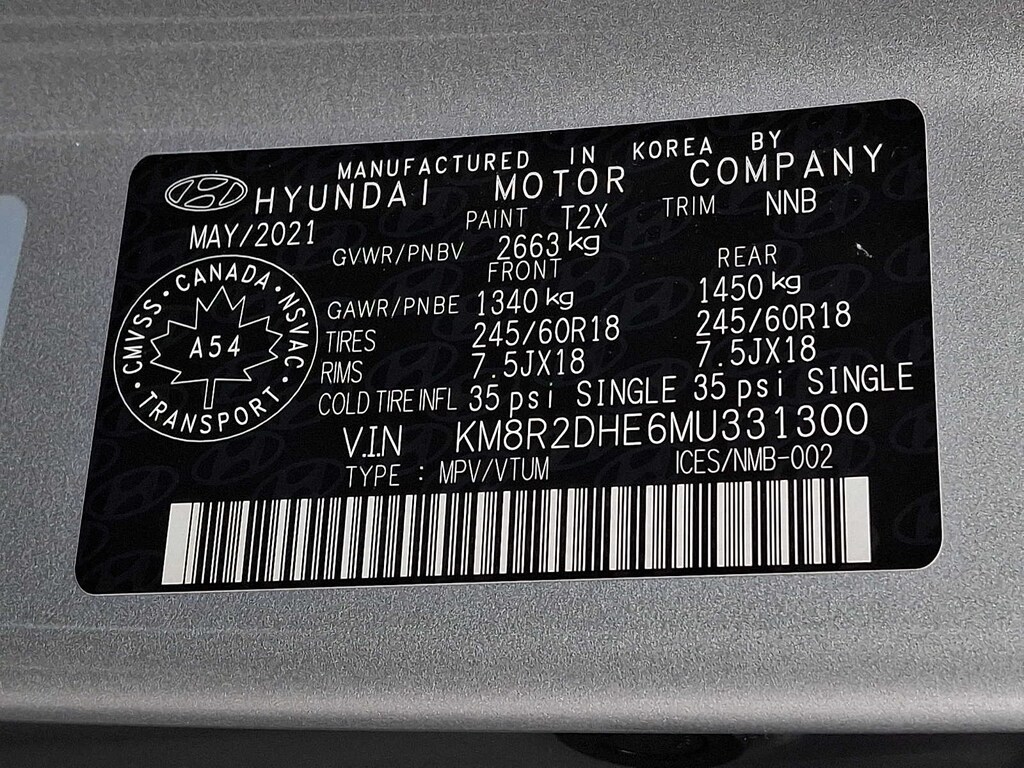 MANUFACTURED IN KOREA BY
HYUNDAI MOTOR COMPANY
MAY/2021 PAINT T2X TRIM NNB
GVWR/PNBV 2663 kg
FRONT REAR
GAWR/PNBE 1340 kg 1450 kg
TIRES 245/60R18 245/60R18
RIMS 7.5JX18 7.5JX18
COLD TIRE INFL 35 psi SINGLE 35 psi SINGLE
V.I.N KM8R2DHE6MU331300
TYPE : MPV/VTUM ICES/NMB-002
CMVSS · CANADA · NSVAC · TRANSPORT ·
A54